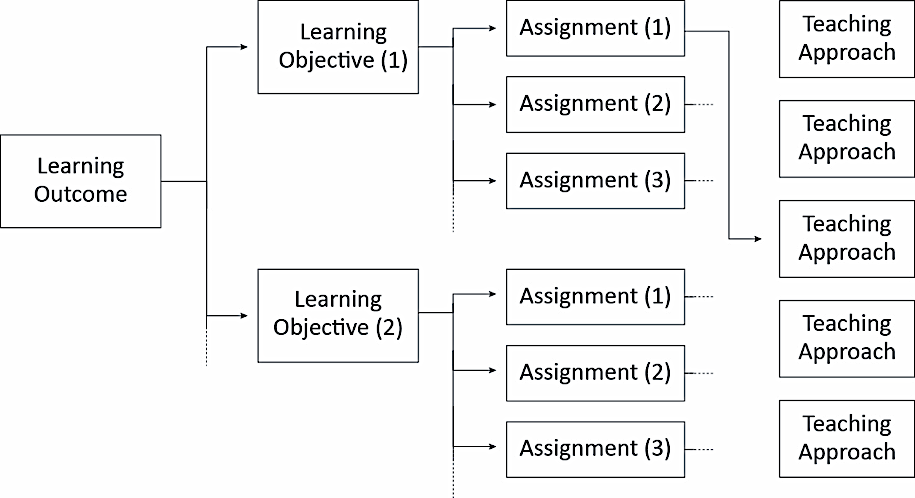 Learning
Outcome
Learning
Objective (1)
Assignment (1)
Assignment (2)
Assignment (3)
Learning
Objective (2)
Assignment (1)
Assignment (2)
Assignment (3)
Teaching
Approach
Teaching
Approach
Teaching
Approach
Teaching
Approach
Teaching
Approach